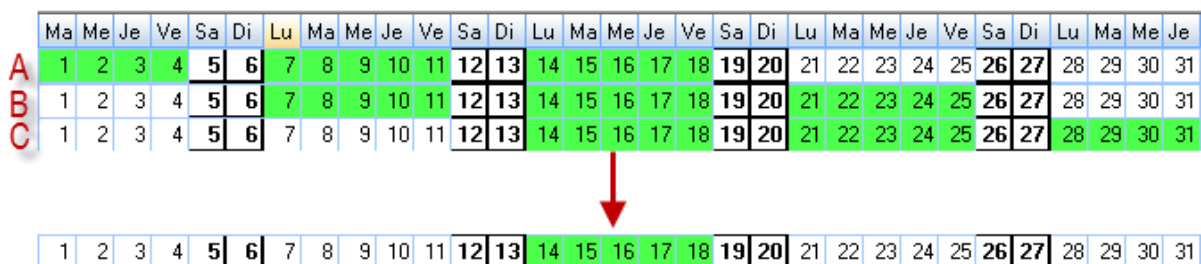 Ma Me Je Ve Sa Di Lu Ma Me Je Ve Sa Di Lu Ma Me Je Ve Sa Di Lu Ma Me Je Ve Sa Di Lu Ma Me Je
A 1 2 3 4 5 6 7 8 9 10 11 12 13 14 15 16 17 18 19 20 21 22 23 24 25 26 27 28 29 30 31
B 1 2 3 4 5 6 7 8 9 10 11 12 13 14 15 16 17 18 19 20 21 22 23 24 25 26 27 28 29 30 31
C 1 2 3 4 5 6 7 8 9 10 11 12 13 14 15 16 17 18 19 20 21 22 23 24 25 26 27 28 29 30 31
1 2 3 4 5 6 7 8 9 10 11 12 13 14 15 16 17 18 19 20 21 22 23 24 25 26 27 28 29 30 31